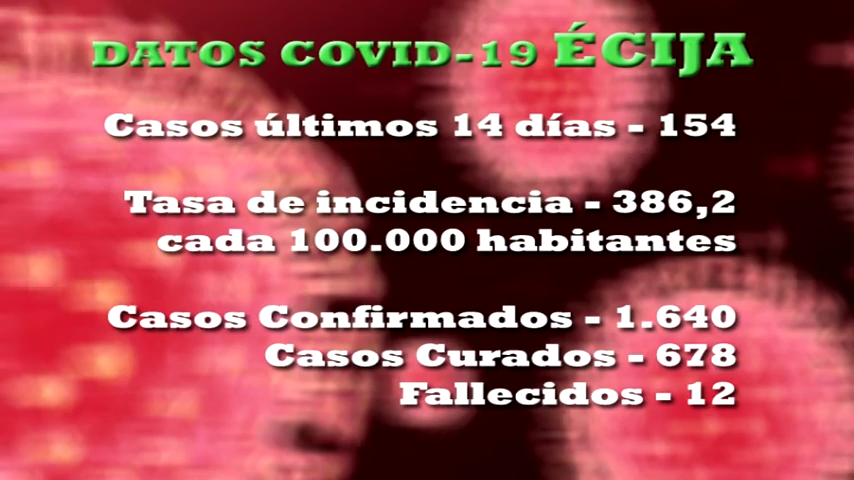 DATOS COVID-19 ÉCIJA
Casos últimos 14 días - 154
Tasa de incidencia - 386,2
cada 100.000 habitantes
Casos Confirmados - 1.640
Casos Curados - 678
Fallecidos - 12